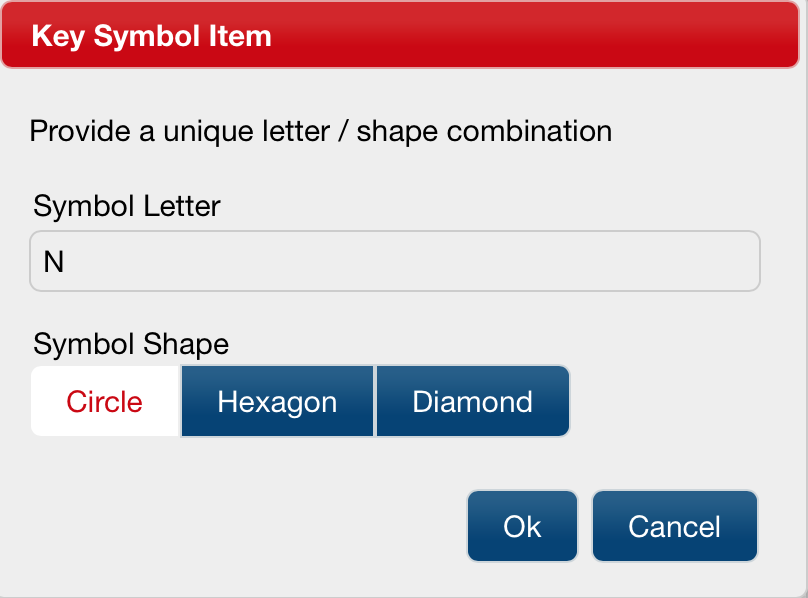 Key Symbol Item
Provide a unique letter / shape combination
Symbol Letter
N
Symbol Shape
Circle Hexagon Diamond
Ok Cancel